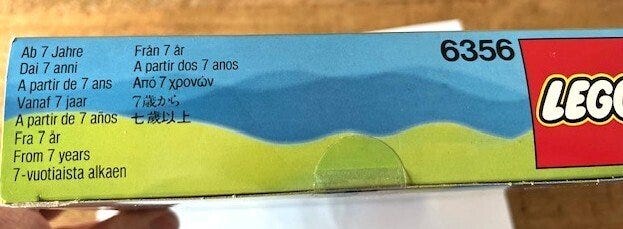 Ab 7 Jahre
Dai 7 anni
A partir de 7 ans
Vanaf 7 jaar
A partir de 7 años
Fra 7 år
From 7 years
7-vuotiaista alkaen
Från 7 år
A partir dos 7 anos
Από 7 χρονών
7歳から
七歲以上
6356
LEGO